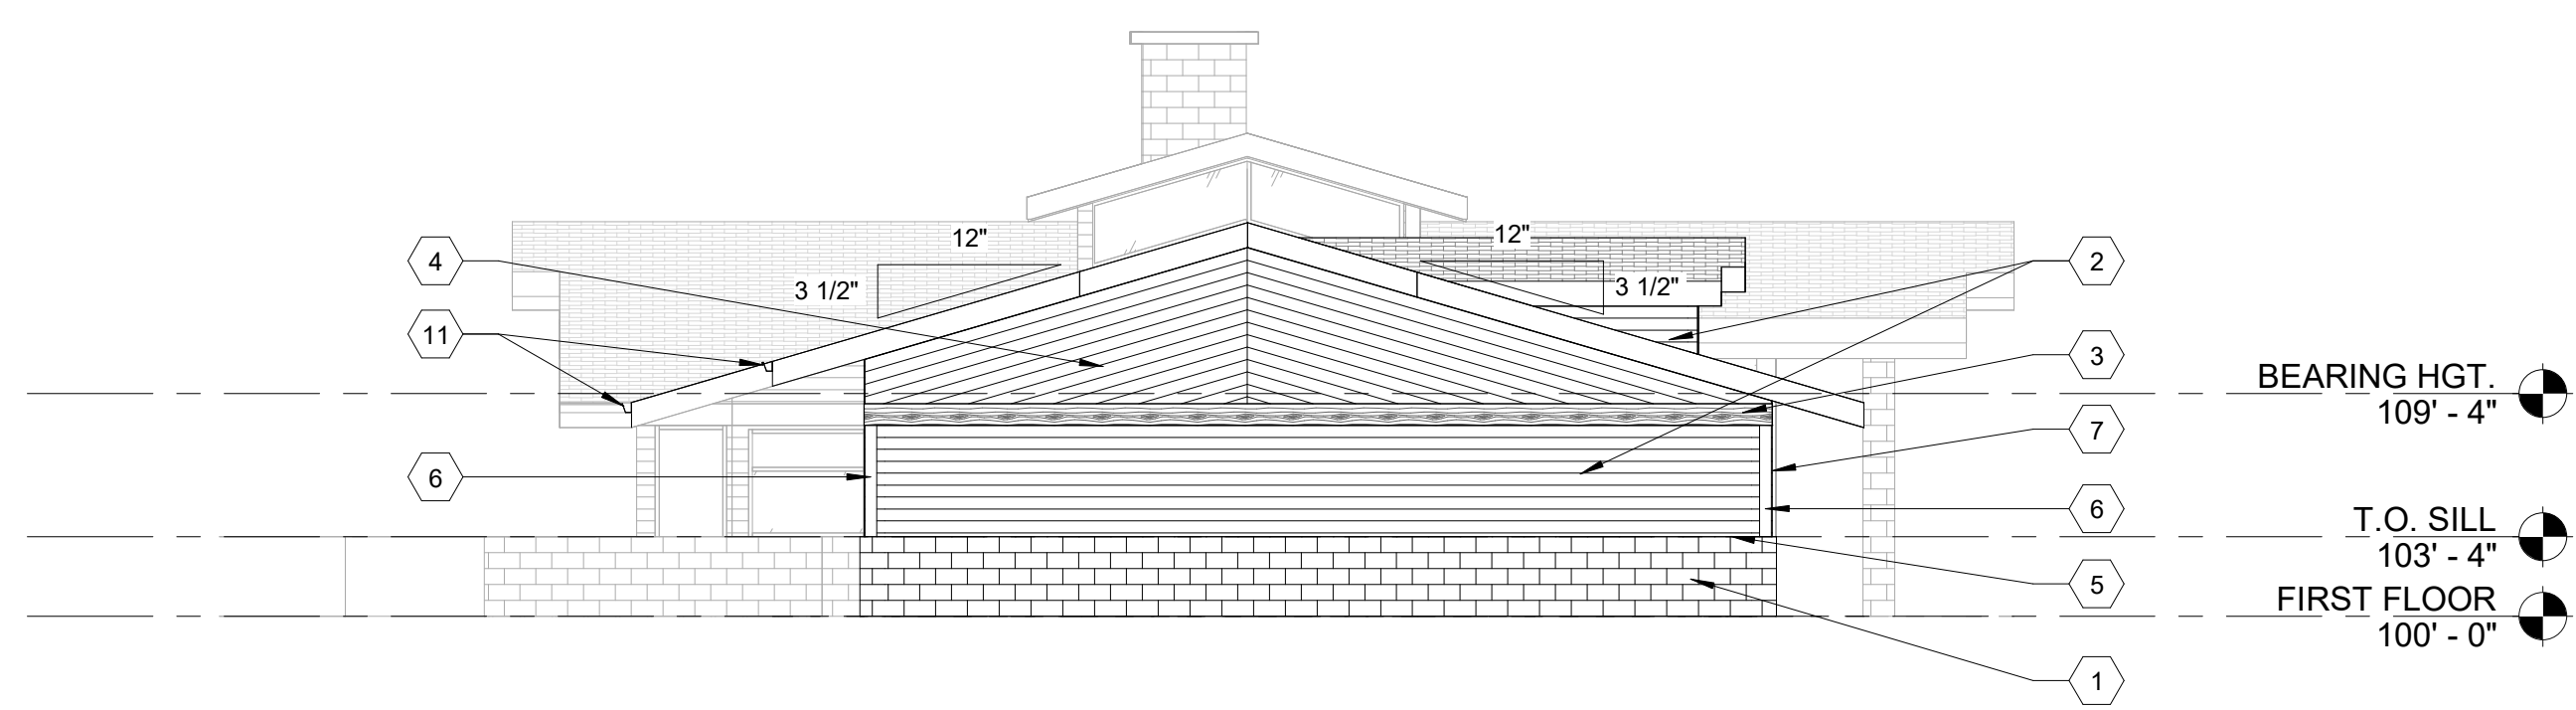 12"
12"
4
2
3 1/2"
3 1/2"
11
3
BEARING HGT.
109' - 4"
7
6
6
T.O. SILL
103' - 4"
5
FIRST FLOOR
100' - 0"
1